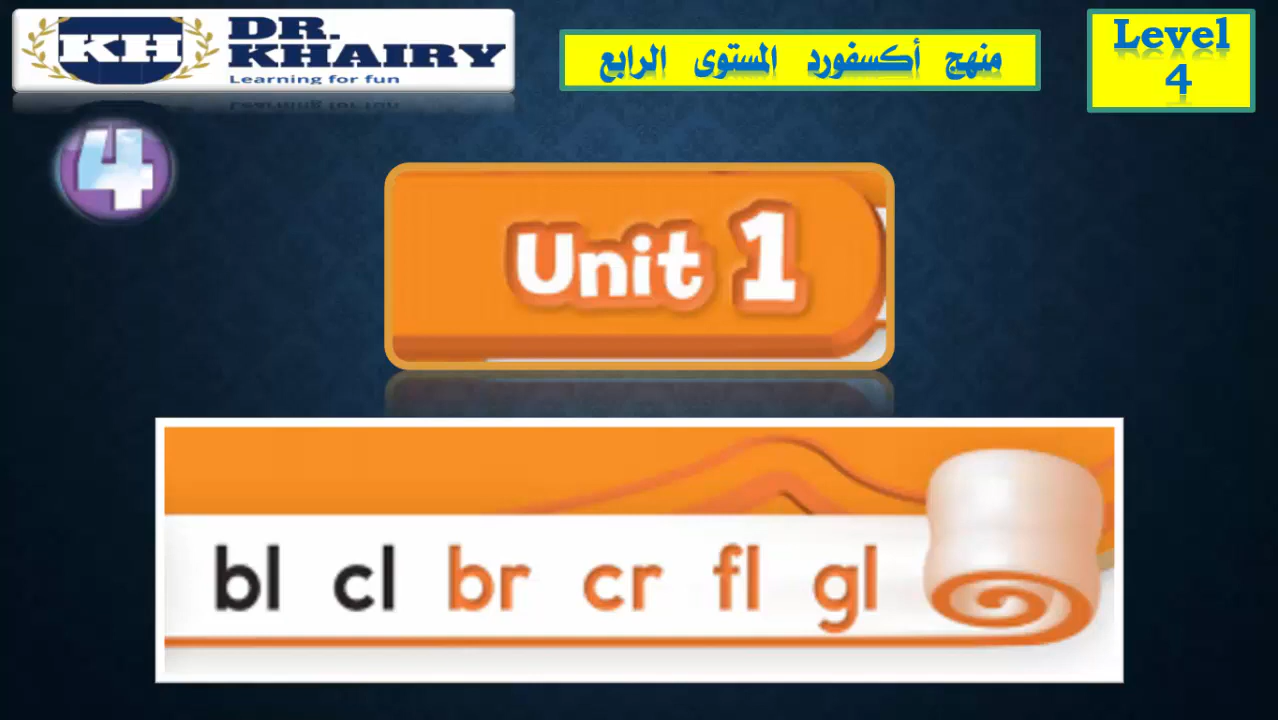 KH
DR.
KHAIRY
Learning for fun
منهج أكسفورد المستوى الرابع
Level
4
4
Unit 1
bl cl br cr fl gl